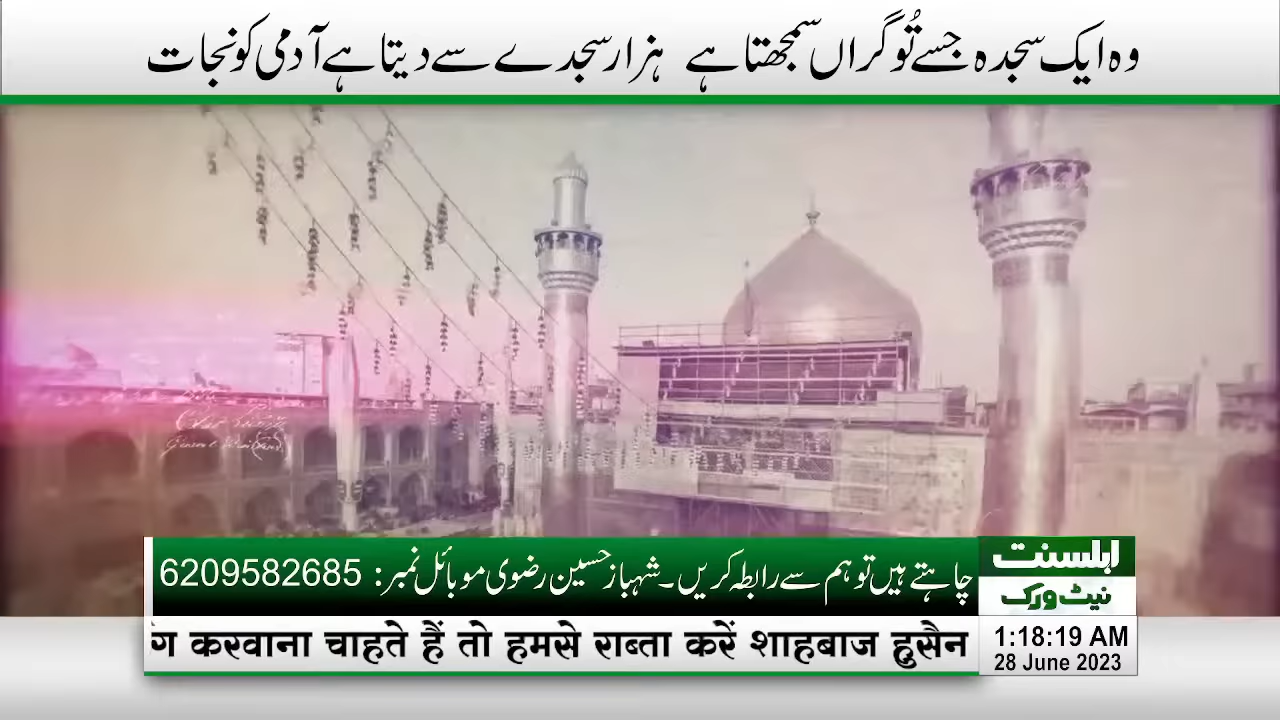 وہ ایک سجدہ جسے تُو گراں سمجھتا ہے ہزار سجدے سے دیتا ہے آدمی کو نجات
چاہتے ہیں تو ہم سے رابطہ کریں۔ شہباز حسین رضوی موبائل نمبر: 6209582685
اہلسنت
نیٹ ورک
करवाना चाहते हैं तो हमसे राब्ता करें शाहबाज हुसैन
1:18:19 AM
28 June 2023